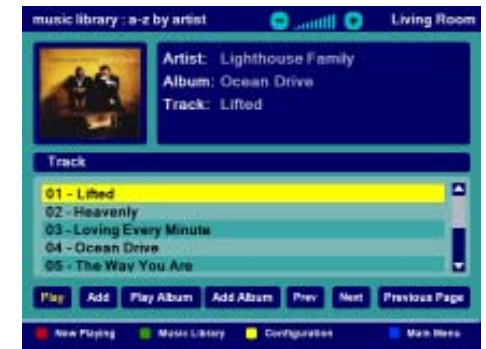 music library : a-z by artist Living Room
Artist: Lighthouse Family
Album: Ocean Drive
Track: Lifted
Track
01 - Lifted
02 - Heavenly
03 - Loving Every Minute
04 - Ocean Drive
05 - The Way You Are
Play Add Play Album Add Album Prev Next Previous Page
Now Playing Music Library Configuration Main Menu